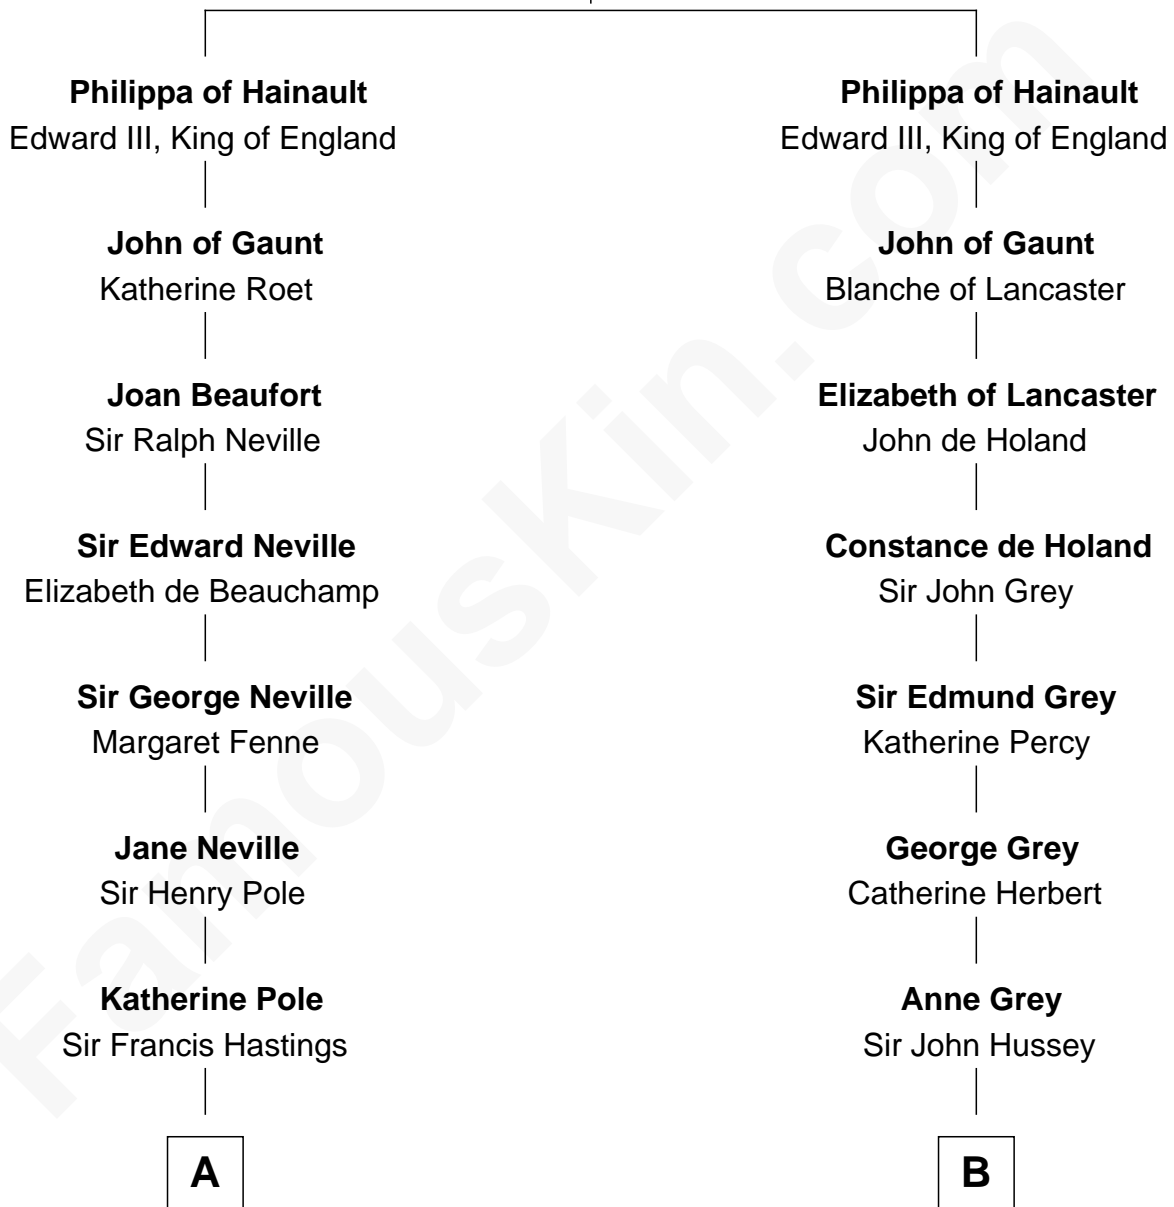 Philippa of Hainault
Edward III, King of England
John of Gaunt
Katherine Roet
Joan Beaufort
Sir Ralph Neville
Sir Edward Neville
Elizabeth de Beauchamp
Sir George Neville
Margaret Fenne
Jane Neville
Sir Henry Pole
Katherine Pole
Sir Francis Hastings
A
Philippa of Hainault
Edward III, King of England
John of Gaunt
Blanche of Lancaster
Elizabeth of Lancaster
John de Holand
Constance de Holand
Sir John Grey
Sir Edmund Grey
Katherine Percy
George Grey
Catherine Herbert
Anne Grey
Sir John Hussey
B
FamousKin.com